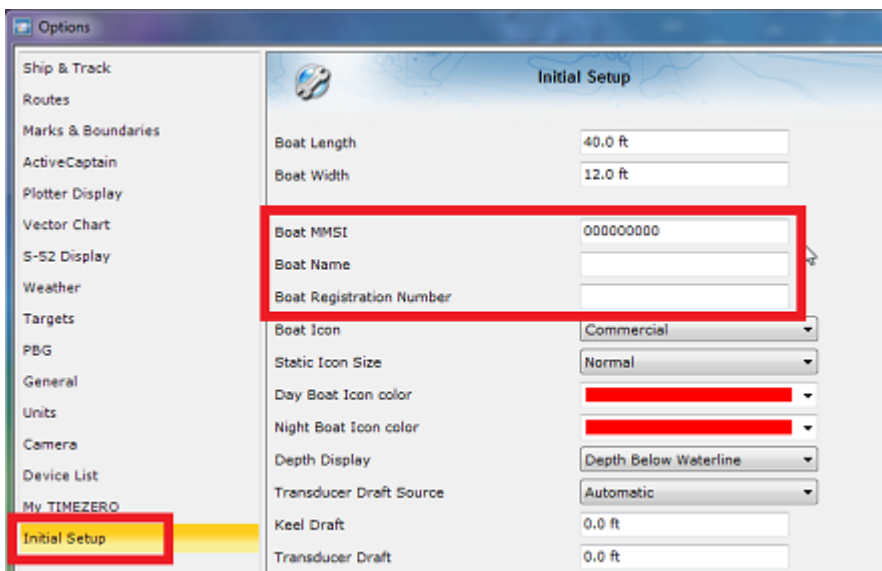 Options
Ship & Track
Routes
Marks & Boundaries
ActiveCaptain
Plotter Display
Vector Chart
S-52 Display
Weather
Targets
PBG
General
Units
Camera
Device List
My TIMEZERO
Initial Setup
Initial Setup
Boat Length 40.0 ft
Boat Width 12.0 ft
Boat MMSI 000000000
Boat Name
Boat Registration Number
Boat Icon Commercial
Static Icon Size Normal
Day Boat Icon color
Night Boat Icon color
Depth Display Depth Below Waterline
Transducer Draft Source Automatic
Keel Draft 0.0 ft
Transducer Draft 0.0 ft